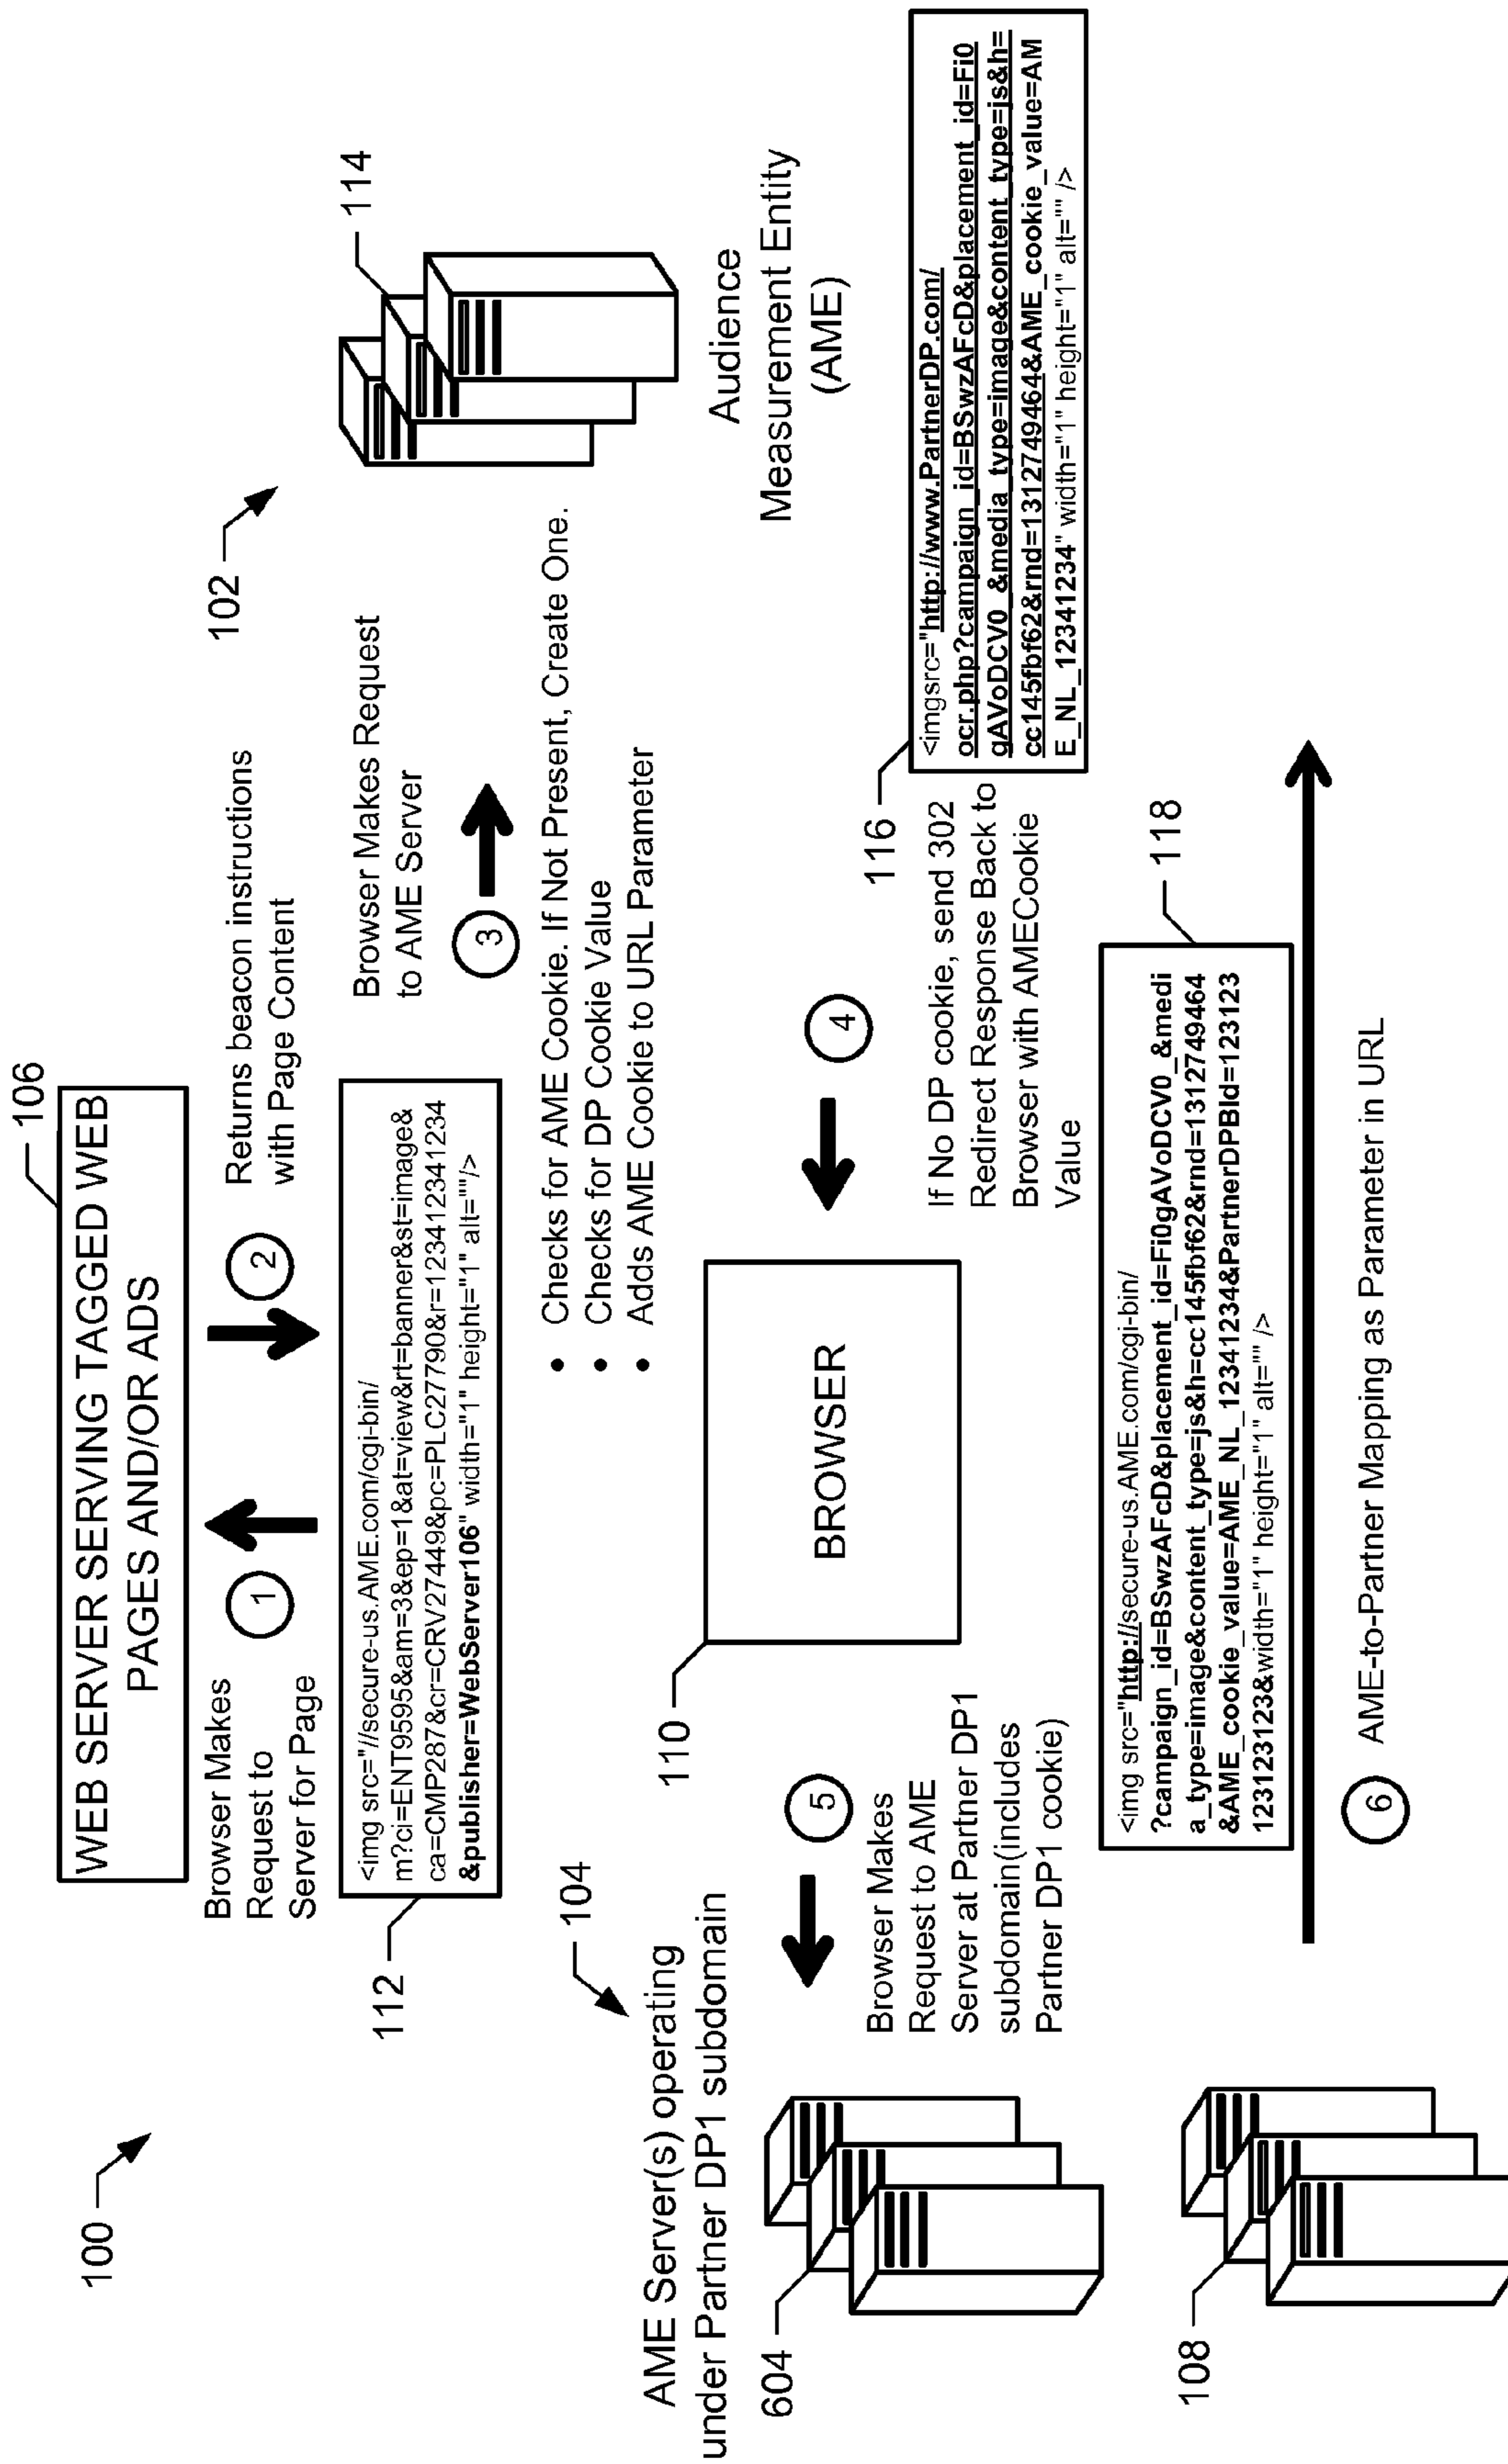 100
106
WEB SERVER SERVING TAGGED WEB
PAGES AND/OR ADS
Browser Makes
Request to
Server for Page
1
2
Returns beacon instructions
with Page Content
102
112
<img src="//secure-us.AME.com/cgi-bin/
m?ci=ENT9595&am=3&ep=1&at=view&rt=banner&st=image&
ca=CMP287&cr=CRV27449&pc=PLC27790&r=12341234123​41234
&publisher=WebServer106" width="1" height="1" alt=""/>
Browser Makes Request
to AME Server
3
114
• Checks for AME Cookie. If Not Present, Create One.
• Checks for DP Cookie Value
• Adds AME Cookie to URL Parameter
Audience
Measurement Entity
(AME)
104
AME Server(s) operating
under Partner DP1 subdomain
604
110
BROWSER
5
Browser Makes
Request to AME
Server at Partner DP1
subdomain(includes
Partner DP1 cookie)
4
If No DP cookie, send 302
Redirect Response Back to
Browser with AMECookie
Value
116
<imgsrc="http://www.PartnerDP.com/
ocr.php?campaign_id=BSwzAFcD&placement_id=Fi0
gAVoDCV0_&media_type=image&content_type=js&h=
cc145fbf62&rnd=1312749464&AME_cookie_value=AM
E_NL_12341234" width="1" height="1" alt="" />
118
<img src="http://secure-us.AME.com/cgi-bin/
?campaign_id=BSwzAFcD&placement_id=Fi0gAVoDCV0_&medi
a_type=image&content_type=js&h=cc145fbf62&rnd=1312749464
&AME_cookie_value=AME_NL_12341234&PartnerDPBId=123123
123123123&width="1" height="1" alt="" />
108
6
AME-to-Partner Mapping as Parameter in URL